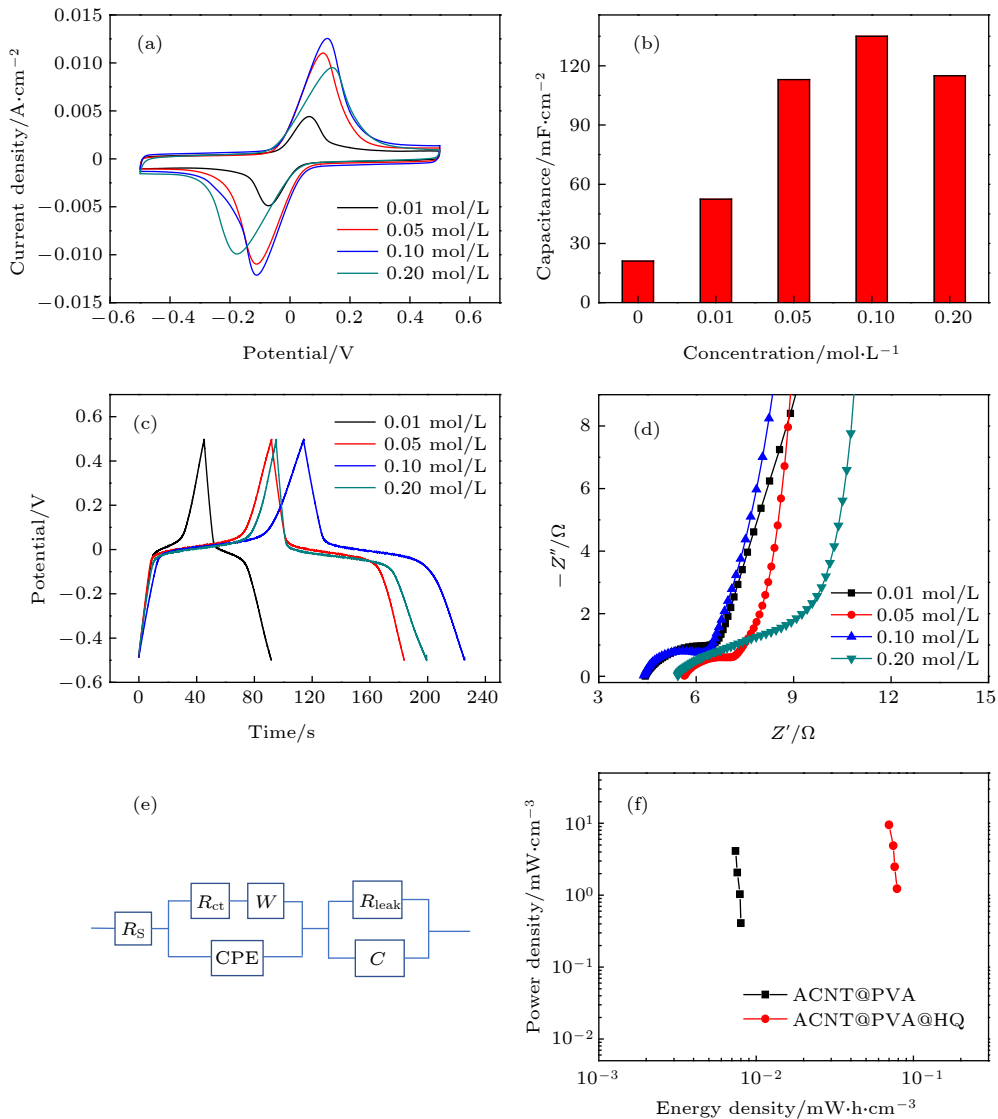 (a)
Current density/A·cm⁻²
0.015
0.010
0.005
0
−0.005
−0.010
−0.015
−0.6
−0.2
0
0.2
0.6
0.01 mol/L
0.05 mol/L
0.10 mol/L
0.20 mol/L
Potential/V
(b)
Capacitance/mF·cm⁻²
120
90
60
30
0
0
0.01
0.05
0.10
0.20
Concentration/mol·L⁻¹
(c)
Potential/V
0.4
0.2
0
−0.2
−0.4
−0.6
0
40
80
120
160
200
240
0.01 mol/L
0.05 mol/L
0.10 mol/L
0.20 mol/L
Time/s
(d)
−Z″/Ω
8
6
4
2
0
3
6
9
12
15
0.01 mol/L
0.05 mol/L
0.10 mol/L
0.20 mol/L
Z′/Ω
(e)
R_S
R_ct
W
CPE
R_leak
C
(f)
Power density/mW·cm⁻³
10¹
10⁰
10⁻¹
10⁻²
10⁻³
10⁻²
10⁻¹
ACNT@PVA
ACNT@PVA@HQ
Energy density/mW·h·cm⁻³